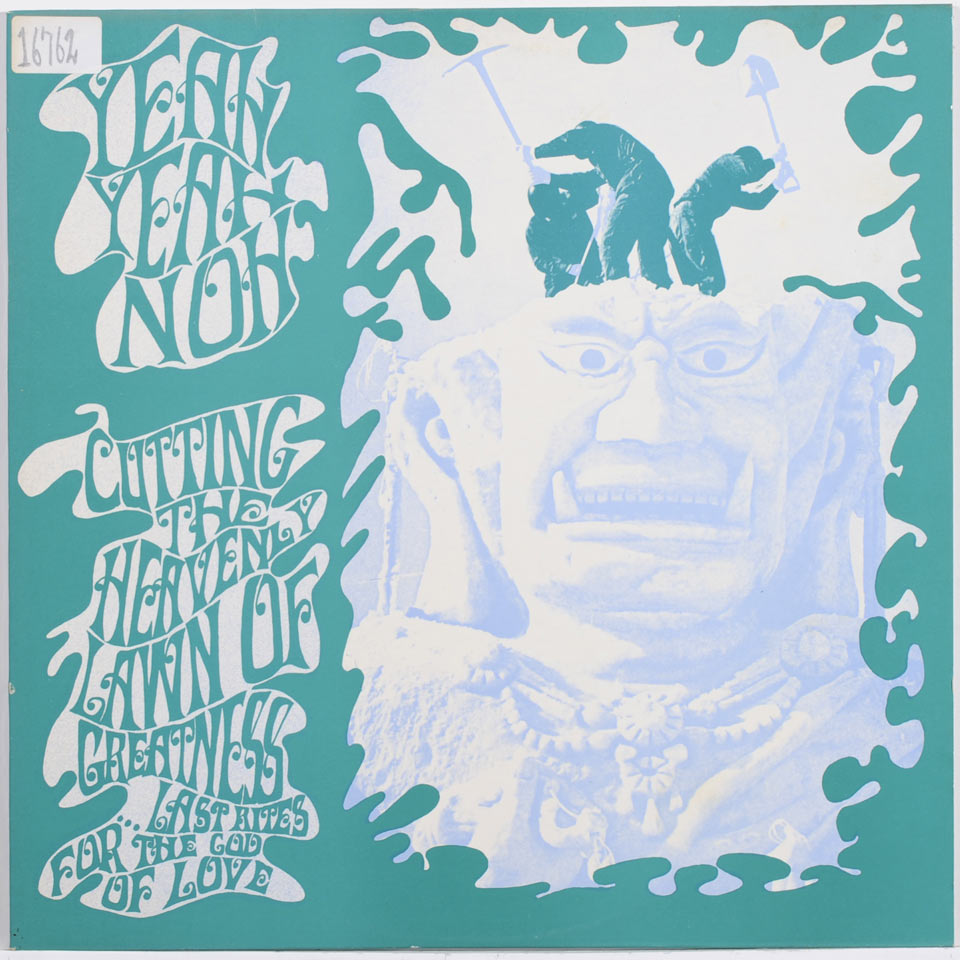 16762
YEAH
YEAH
NOH
CUTTING
THE
HEAVENLY
LAWN OF
GREATNESS
... LAST RITES
FOR THE GOD
OF LOVE